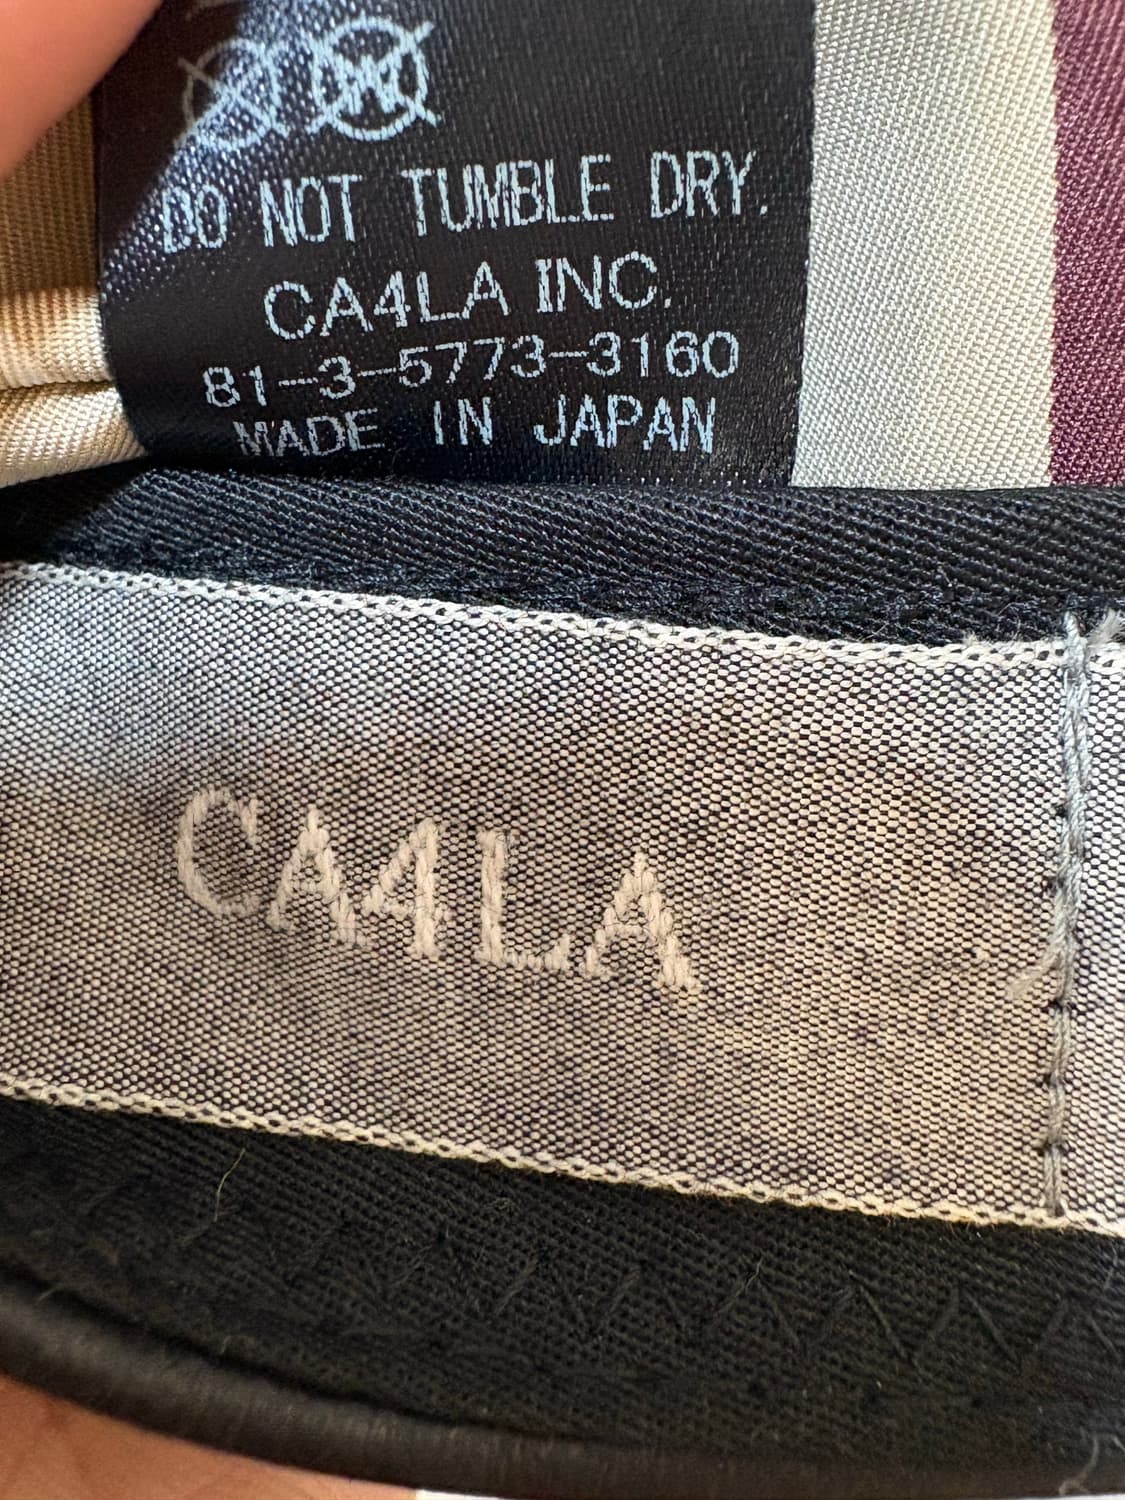 W
DO NOT TUMBLE DRY.
CA4LA INC.
81-3-5773-3160
MADE IN JAPAN
CA4LA